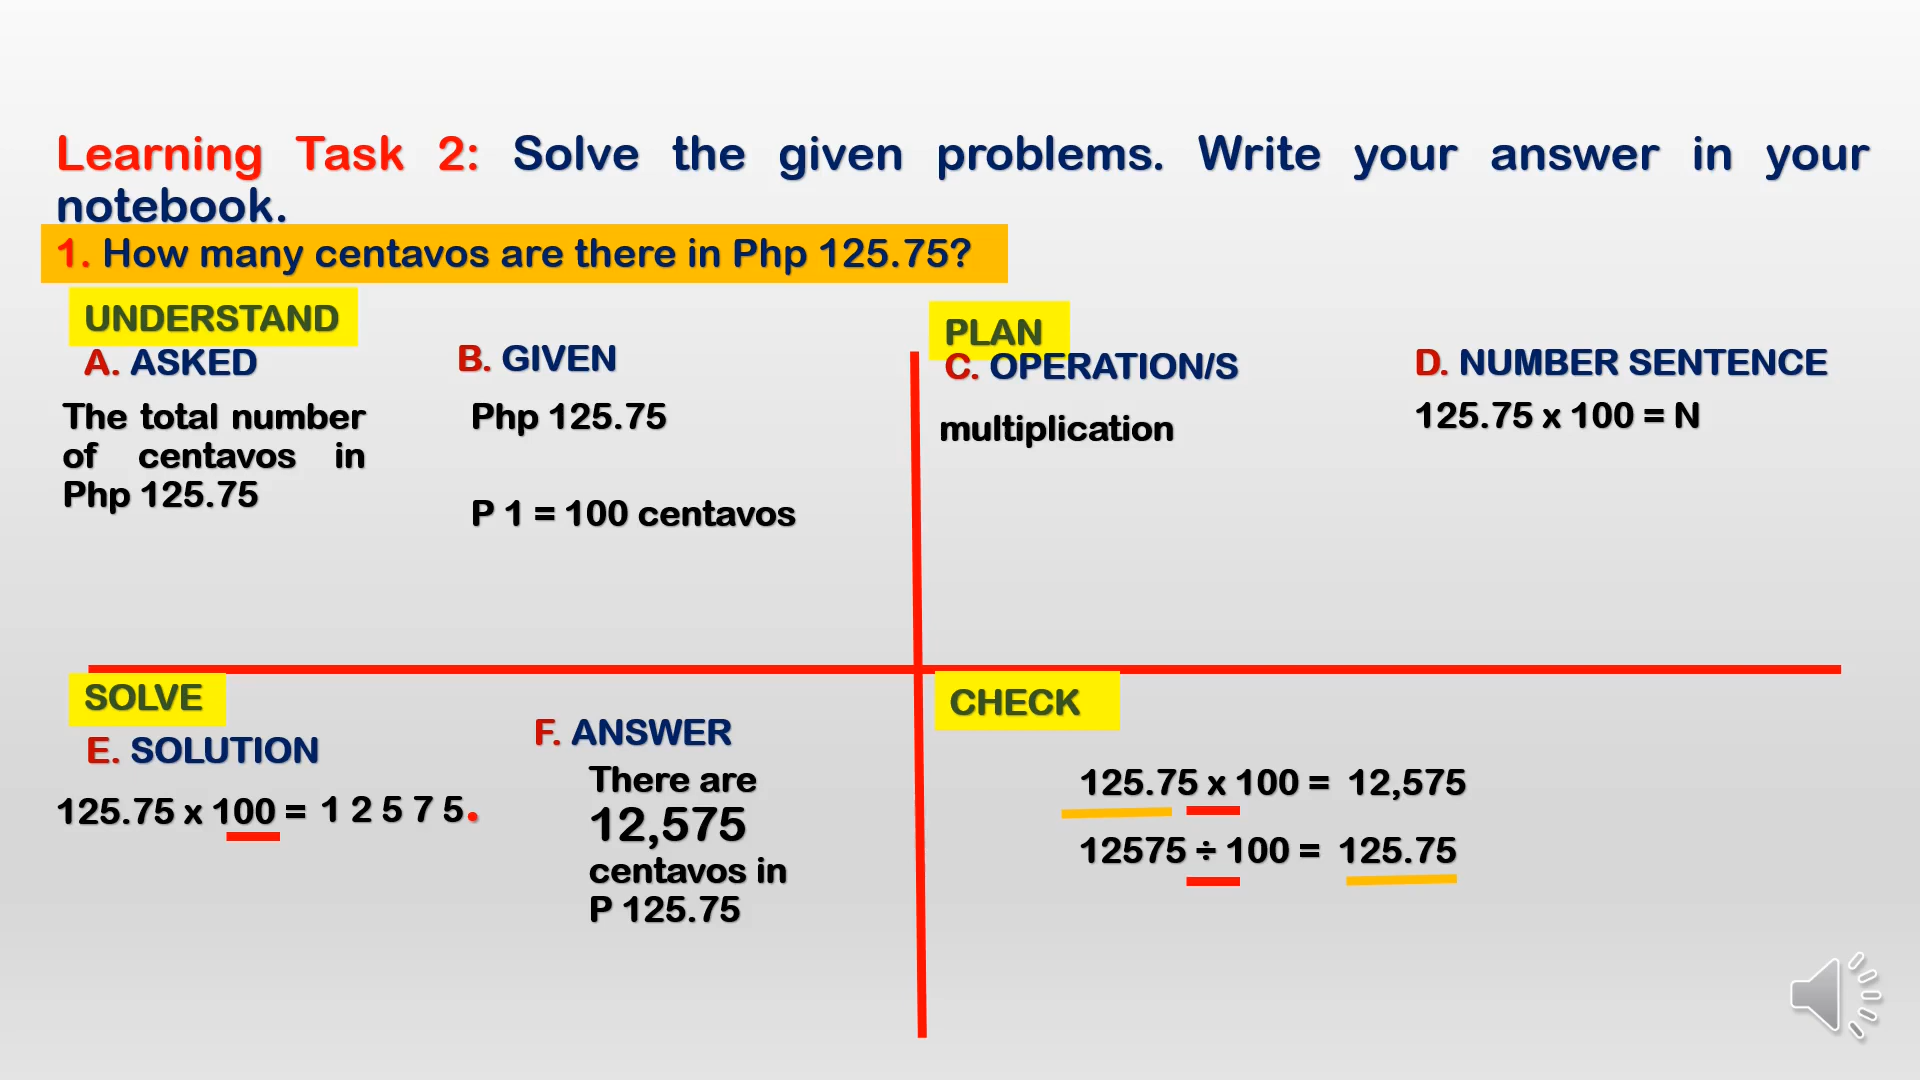 Learning Task 2: Solve the given problems. Write your answer in your
notebook.
1. How many centavos are there in Php 125.75?
UNDERSTAND
A. ASKED
The total number
of centavos in
Php 125.75
B. GIVEN
Php 125.75
P 1 = 100 centavos
PLAN
C. OPERATION/S
multiplication
D. NUMBER SENTENCE
125.75 x 100 = N
SOLVE
E. SOLUTION
125.75 x 100 = 1 2 5 7 5.
F. ANSWER
There are
12,575
centavos in
P 125.75
CHECK
125.75 x 100 = 12,575
12575 ÷ 100 = 125.75